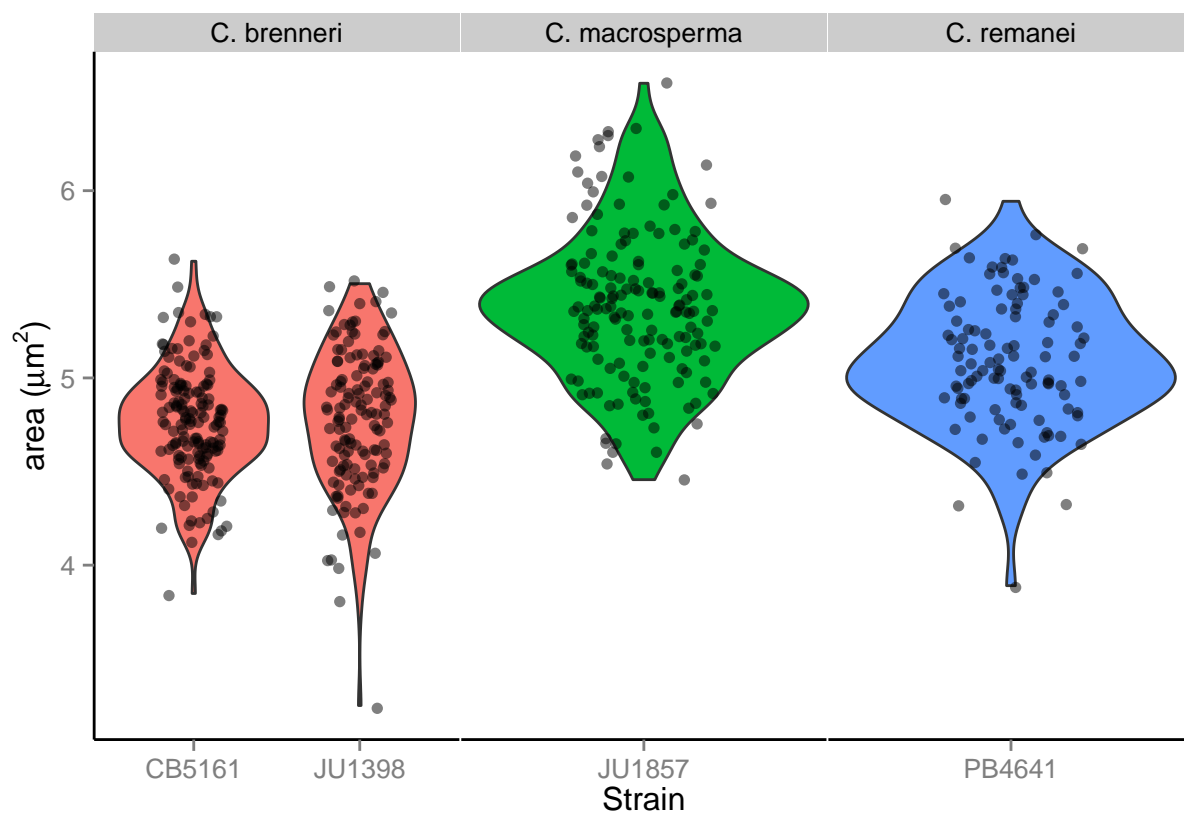 C. brenneri C. macrosperma C. remanei
area (μm²)
6
5
4
CB5161 JU1398 JU1857 PB4641
Strain